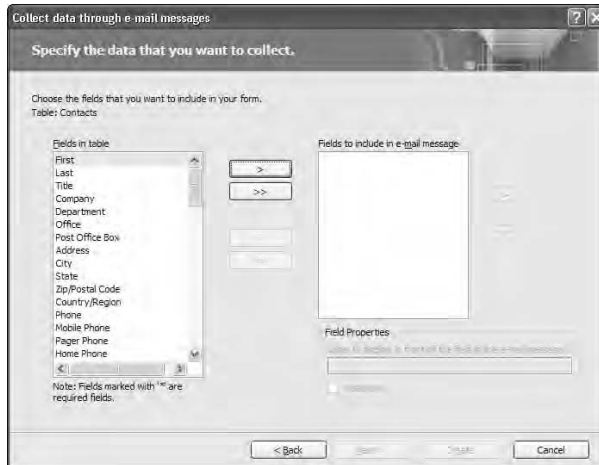 Collect data through e-mail messages
Specify the data that you want to collect.
Choose the fields that you want to include in your form.
Table: Contacts
Fields in table
First
Last
Title
Company
Department
Office
Post Office Box
Address
City
State
Zip/Postal Code
Country/Region
Phone
Mobile Phone
Pager Phone
Home Phone
Note: Fields marked with '*' are
required fields.
>
>>
Fields to include in e-mail message
Field Properties
< Back
Cancel